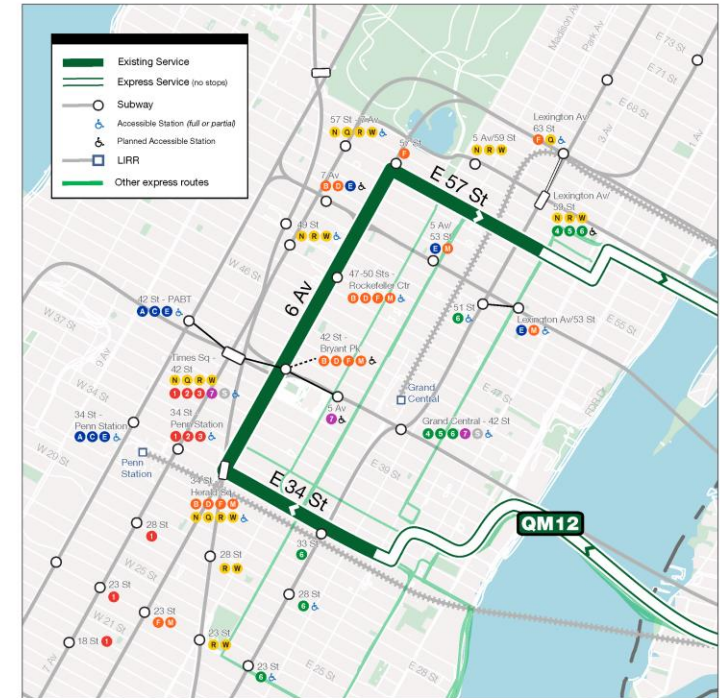 Existing Service
Express Service (no stops)
Subway
Accessible Station (full or partial)
Planned Accessible Station
LIRR
Other express routes
Madison Av
Park Av
E 73 St
E 71 St
E 68 St
3 Av
1 Av
57 St - 7 Av
N Q R W
57 St
F
5 Av/59 St
N R W
Lexington Av/
63 St
F Q
7 Av
B D E
E 57 St
Lexington Av/
59 St
N R W
4 5 6
49 St
N R W
5 Av/
53 St
E M
W 46 St
47-50 Sts -
Rockefeller Ctr
B D F M
6 Av
51 St
6
Lexington Av/53 St
E M
E 55 St
W 37 St
42 St - PABT
A C E
9 Av
42 St -
Bryant Pk
B D F M
Times Sq -
42 St
N Q R W
1 2 3 7 S
W 34 St
5 Av
7
Grand
Central
E 49 St
FDR Dr
34 St -
Penn Station
A C E
34 St
Penn Station
1 2 3
Grand Central - 42 St
4 5 6 7 S
W 29 St
Penn
Station
E 39 St
34 St -
Herald Sq
B D F M
N Q R W
E 34 St
QM12
28 St
1
33 St
6
28 St
R W
W 25 St
23 St
1
28 St
6
23 St
F M
W 21 St
18 St 1
23 St
R W
7 Av
23 St
6
E 25 St
E 28 St